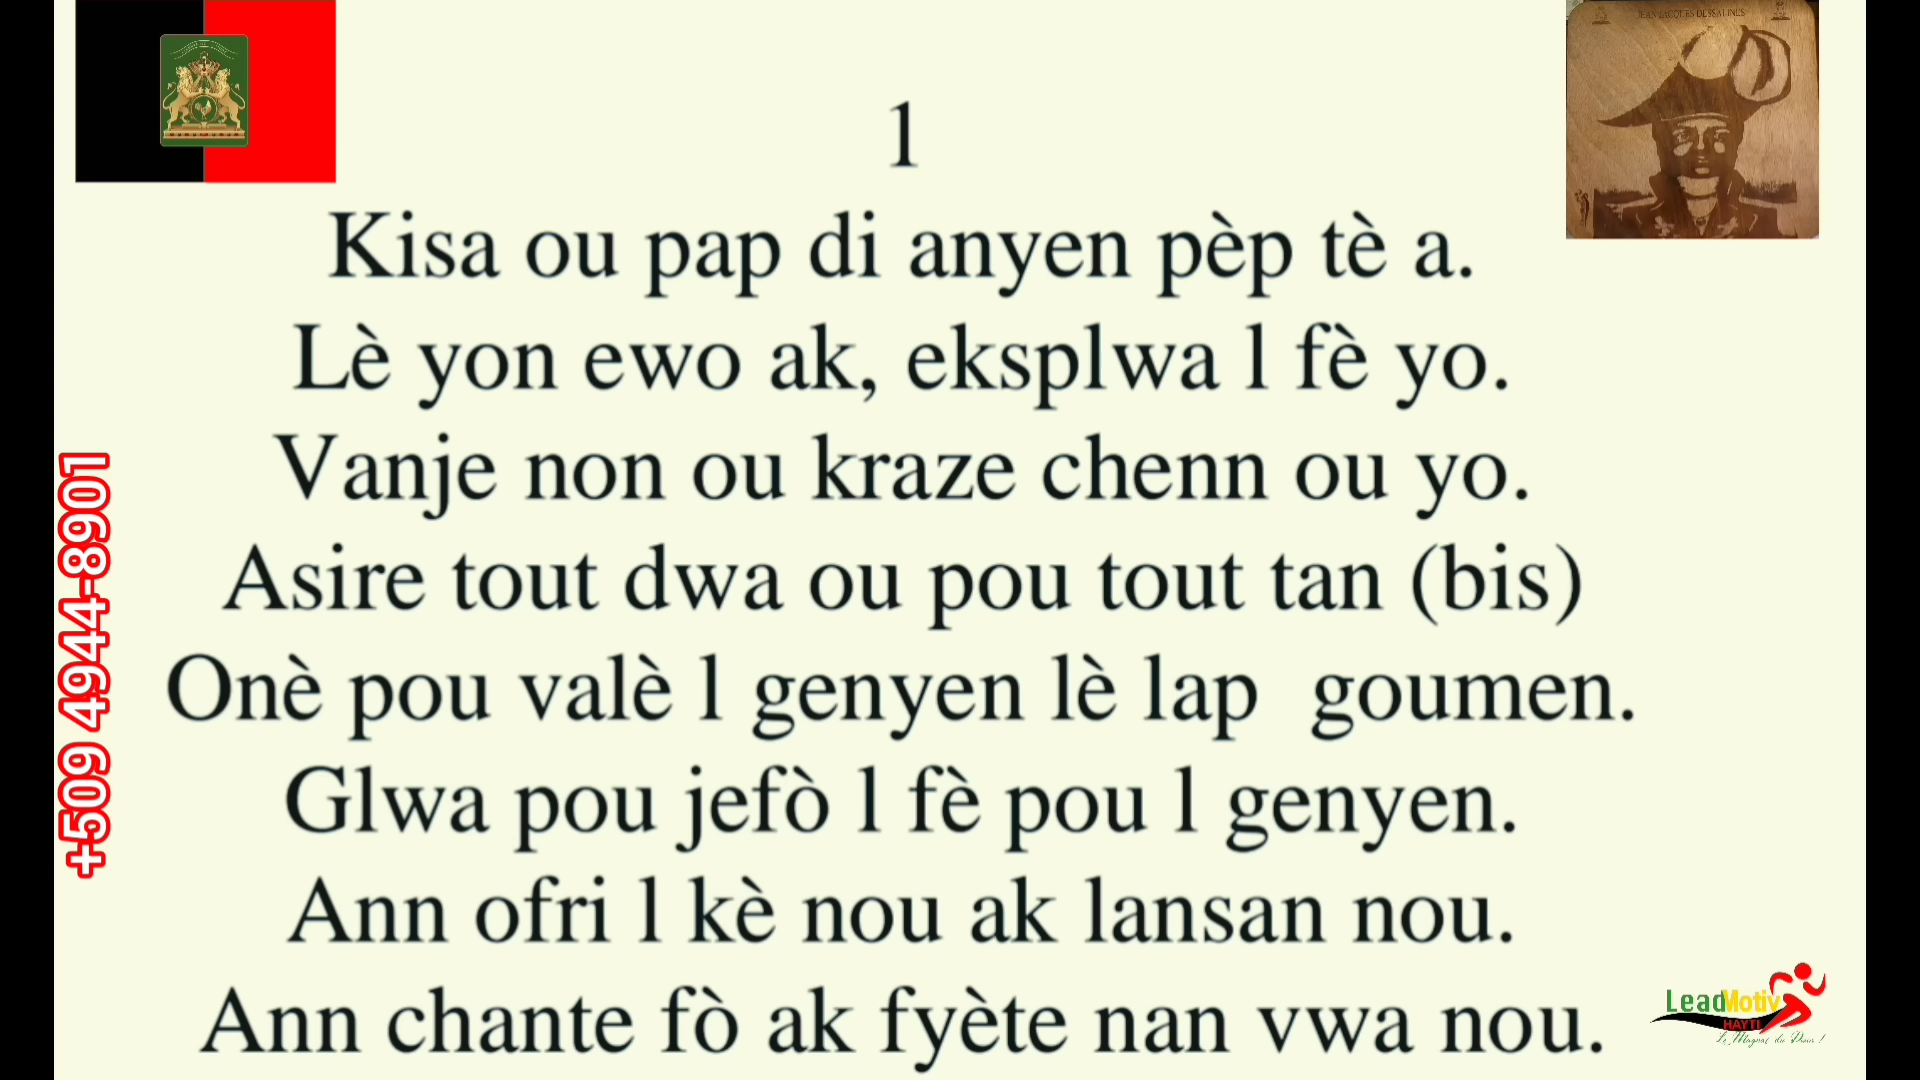 JEAN JACQUES DESSALINES
1
Kisa ou pap di anyen pèp tè a.
Lè yon ewo ak, eksplwa l fè yo.
Vanje non ou kraze chenn ou yo.
Asire tout dwa ou pou tout tan (bis)
Onè pou valè l genyen lè lap goumen.
Glwa pou jefò l fè pou l genyen.
Ann ofri l kè nou ak lansan nou.
Ann chante fò ak fyète nan vwa nou.
+509 4944-8901
LeadMotiv
HAYTI